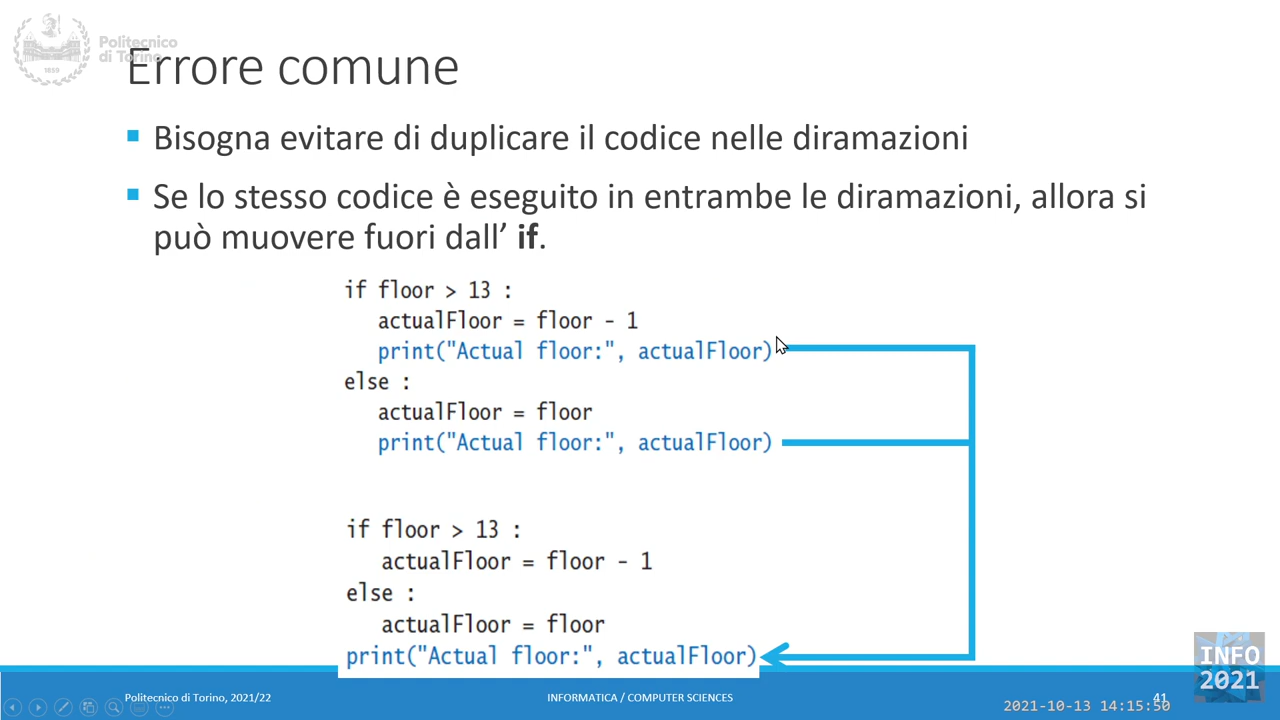 Politecnico
di Torino
1859
Errore comune
Bisogna evitare di duplicare il codice nelle diramazioni
Se lo stesso codice è eseguito in entrambe le diramazioni, allora si
può muovere fuori dall’ if.
if floor > 13 :
actualFloor = floor - 1
print("Actual floor:", actualFloor)
else :
actualFloor = floor
print("Actual floor:", actualFloor)
if floor > 13 :
actualFloor = floor - 1
else :
actualFloor = floor
print("Actual floor:", actualFloor)
Politecnico di Torino, 2021/22
INFORMATICA / COMPUTER SCIENCES
41
INFO
2021
2021-10-13 14:15:50